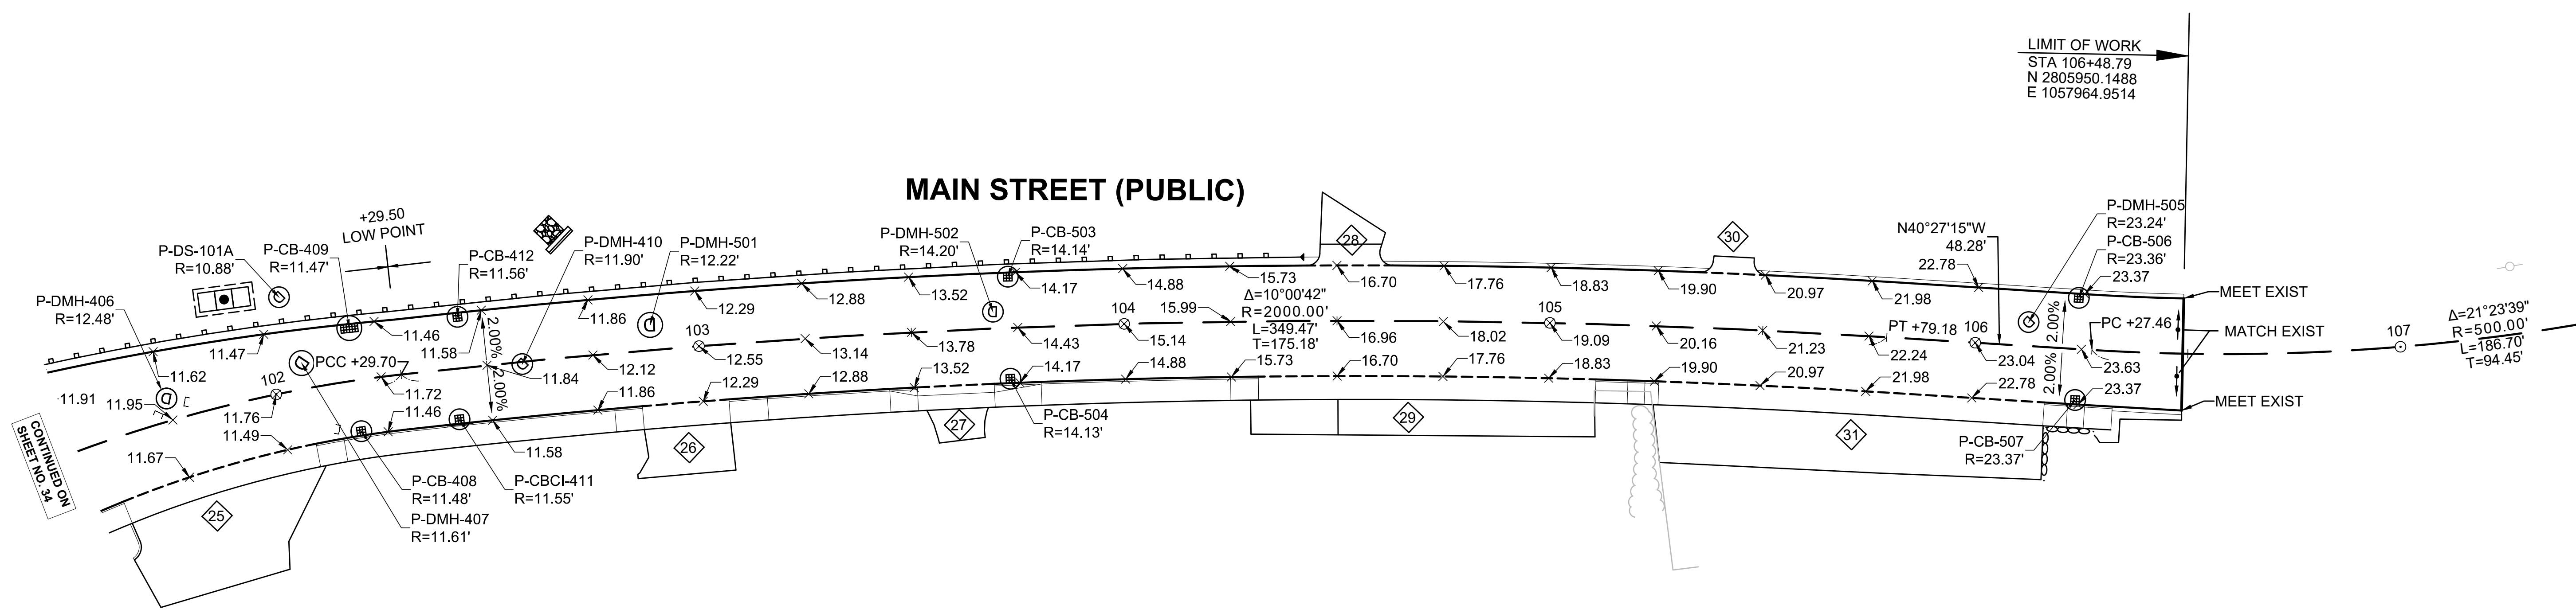 LIMIT OF WORK
STA 106+48.79
N 2805950.1488
E 1057964.9514
MAIN STREET (PUBLIC)
+29.50
LOW POINT
P-DS-101A
R=10.88'
P-CB-409
R=11.47'
P-CB-412
R=11.56'
P-DMH-410
R=11.90'
P-DMH-501
R=12.22'
P-DMH-502
R=14.20'
P-CB-503
R=14.14'
28
30
N40°27'15"W
48.28'
P-DMH-505
R=23.24'
P-CB-506
R=23.36'
P-DMH-406
R=12.48'
11.62
11.47
11.46
11.58
11.86
12.29
12.88
13.52
14.17
14.88
15.73
16.70
17.76
18.83
19.90
20.97
21.98
22.78
23.37
MEET EXIST
MATCH EXIST
MEET EXIST
Δ=10°00'42"
R=2000.00'
L=349.47'
T=175.18'
Δ=21°23'39"
R=500.00'
L=186.70'
T=94.45'
PCC +29.70
102
103
104
105
PT +79.18
106
PC +27.46
107
11.91
11.95
11.76
11.72
11.84
12.12
12.55
13.14
13.78
14.43
15.14
15.99
16.96
18.02
19.09
20.16
21.23
22.24
23.04
23.63
2.00%
2.00%
2.00%
2.00%
11.67
11.49
11.46
11.58
11.86
12.29
12.88
13.52
14.17
14.88
15.73
16.70
17.76
18.83
19.90
20.97
21.98
22.78
23.37
CONTINUED ON
SHEET NO. 34
25
26
27
29
31
P-CB-408
R=11.48'
P-DMH-407
R=11.61'
P-CBCI-411
R=11.55'
P-CB-504
R=14.13'
P-CB-507
R=23.37'